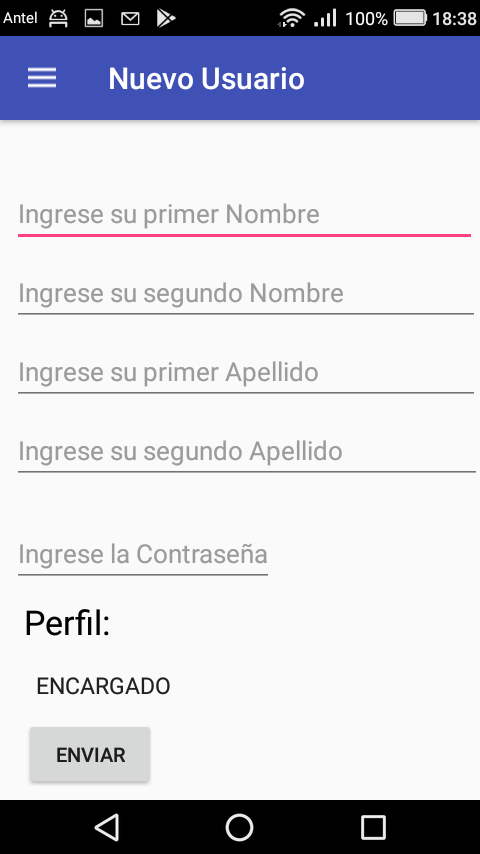 Antel 100% 18:38
Nuevo Usuario
Ingrese su primer Nombre
Ingrese su segundo Nombre
Ingrese su primer Apellido
Ingrese su segundo Apellido
Ingrese la Contraseña
Perfil:
ENCARGADO
ENVIAR